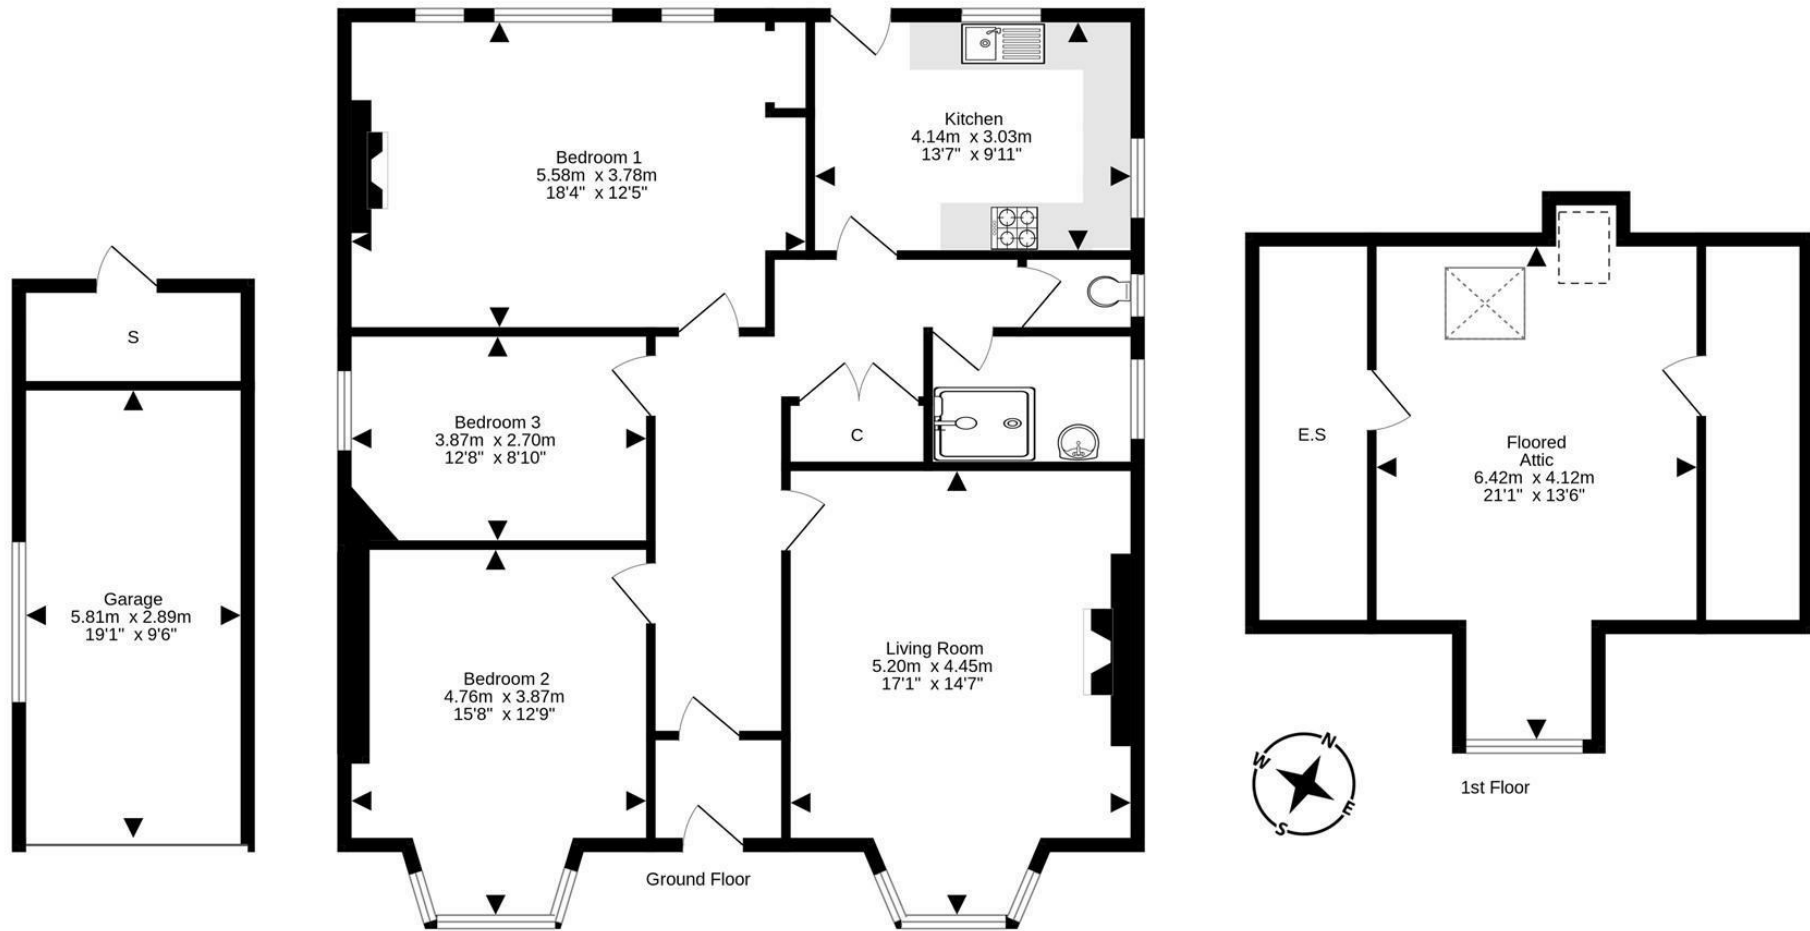 S
Garage
5.81m x 2.89m
19'1" x 9'6"
Bedroom 1
5.58m x 3.78m
18'4" x 12'5"
Kitchen
4.14m x 3.03m
13'7" x 9'11"
Bedroom 3
3.87m x 2.70m
12'8" x 8'10"
C
Bedroom 2
4.76m x 3.87m
15'8" x 12'9"
Living Room
5.20m x 4.45m
17'1" x 14'7"
Ground Floor
E.S
Floored
Attic
6.42m x 4.12m
21'1" x 13'6"
N
W
E
S
1st Floor